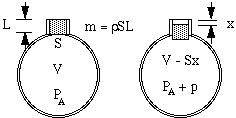 L
m = ρSL
x
S
V
P_A
V - Sx
P_A + p